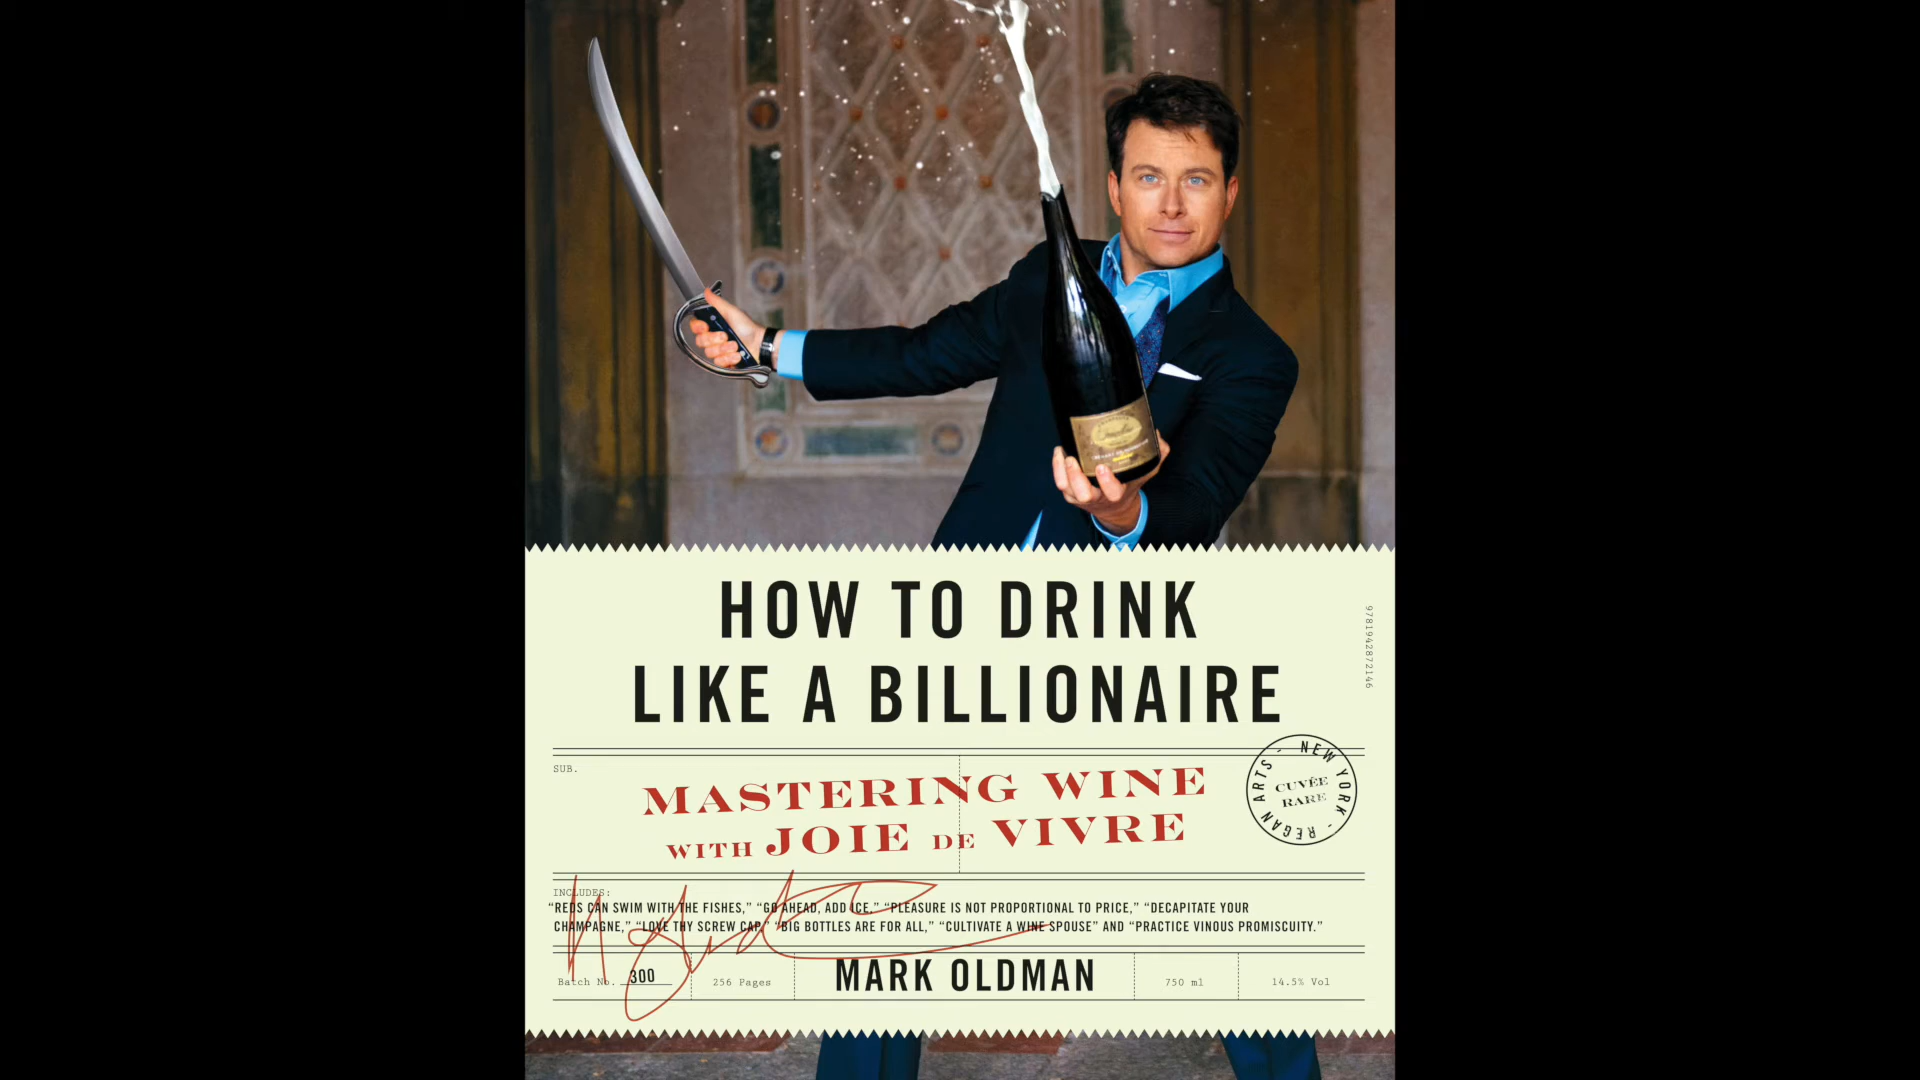 HOW TO DRINK
LIKE A BILLIONAIRE
9781942872146
SUB.
MASTERING WINE
WITH JOIE DE VIVRE
NEW YORK - REGAN ARTS -
CUVÉE
RARE
INCLUDES:
“REDS CAN SWIM WITH THE FISHES,” “GO AHEAD, ADD ICE,” “PLEASURE IS NOT PROPORTIONAL TO PRICE,” “DECAPITATE YOUR
CHAMPAGNE,” “LOVE THY SCREW CAP,” “BIG BOTTLES ARE FOR ALL,” “CULTIVATE A WINE SPOUSE” AND “PRACTICE VINOUS PROMISCUITY.”
Batch No. 300
256 Pages
MARK OLDMAN
750 ml
14.5% Vol